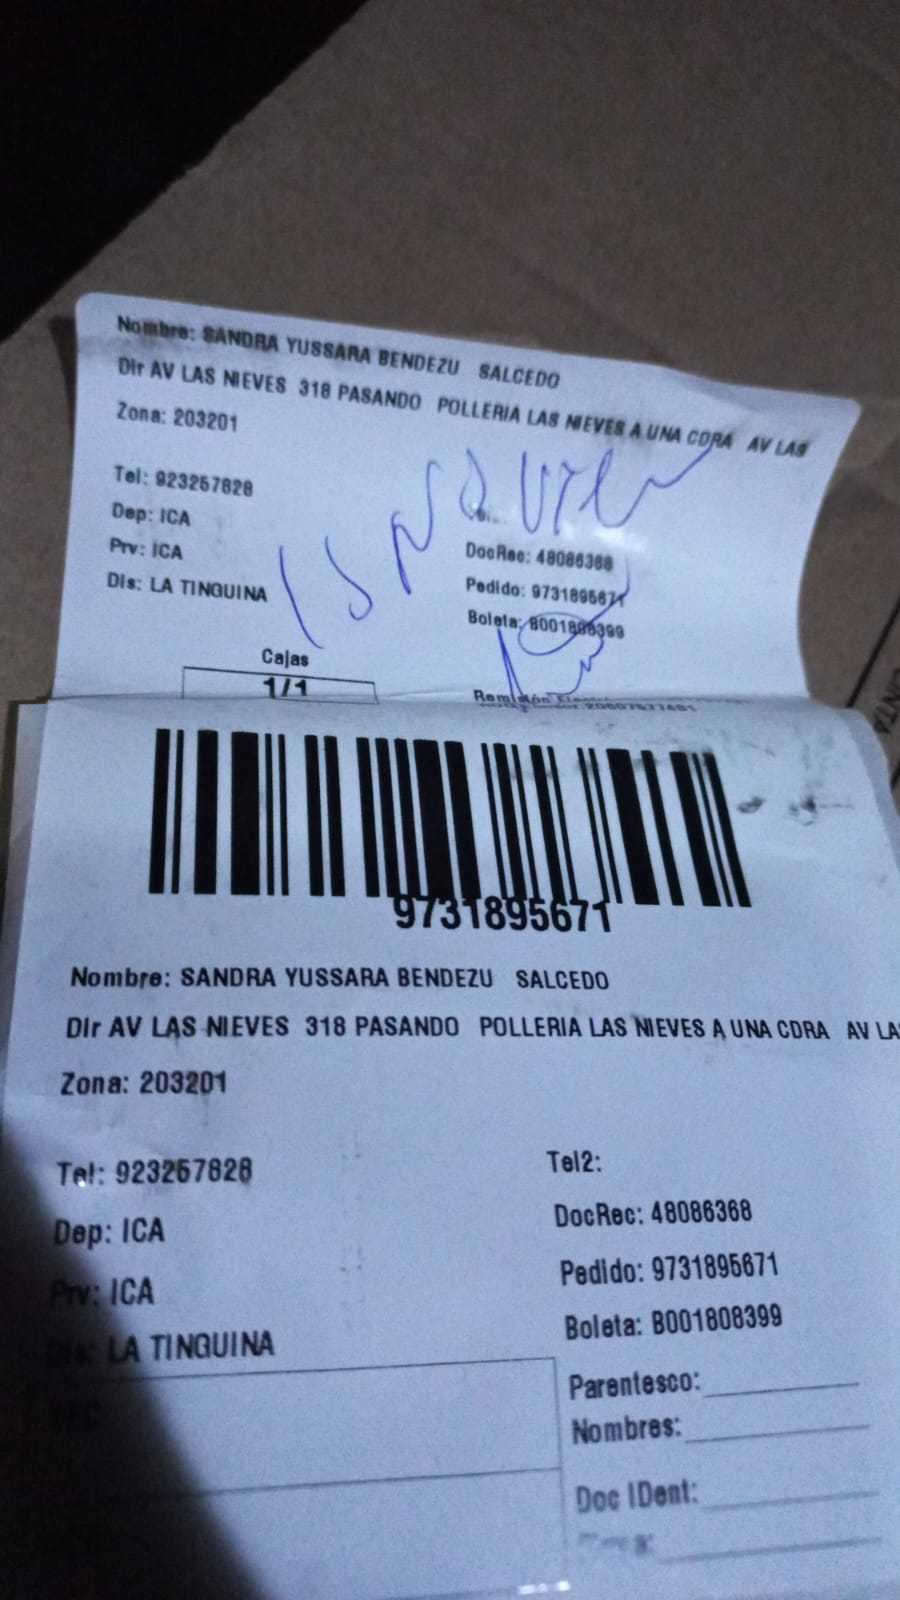 Nombre: SANDRA YUSSARA BENDEZU SALCEDO
Dir AV LAS NIEVES 318 PASANDO POLLERIA LAS NIEVES A UNA CDRA AV LAS
Zona: 203201
Tel: 923257828
Dep: ICA
Prv: ICA
Dis: LA TINGUINA
DocRec: 48086368
Pedido: 9731895671
Boleta: B001808399
Cajas
1/1
9731895671
Nombre: SANDRA YUSSARA BENDEZU SALCEDO
Dir AV LAS NIEVES 318 PASANDO POLLERIA LAS NIEVES A UNA CDRA AV LA
Zona: 203201
Tel: 923257828
Dep: ICA
Prv: ICA
Dis: LA TINGUINA
Tel2:
DocRec: 48086368
Pedido: 9731895671
Boleta: B001808399
Parentesco:
Nombres:
Doc IDent: